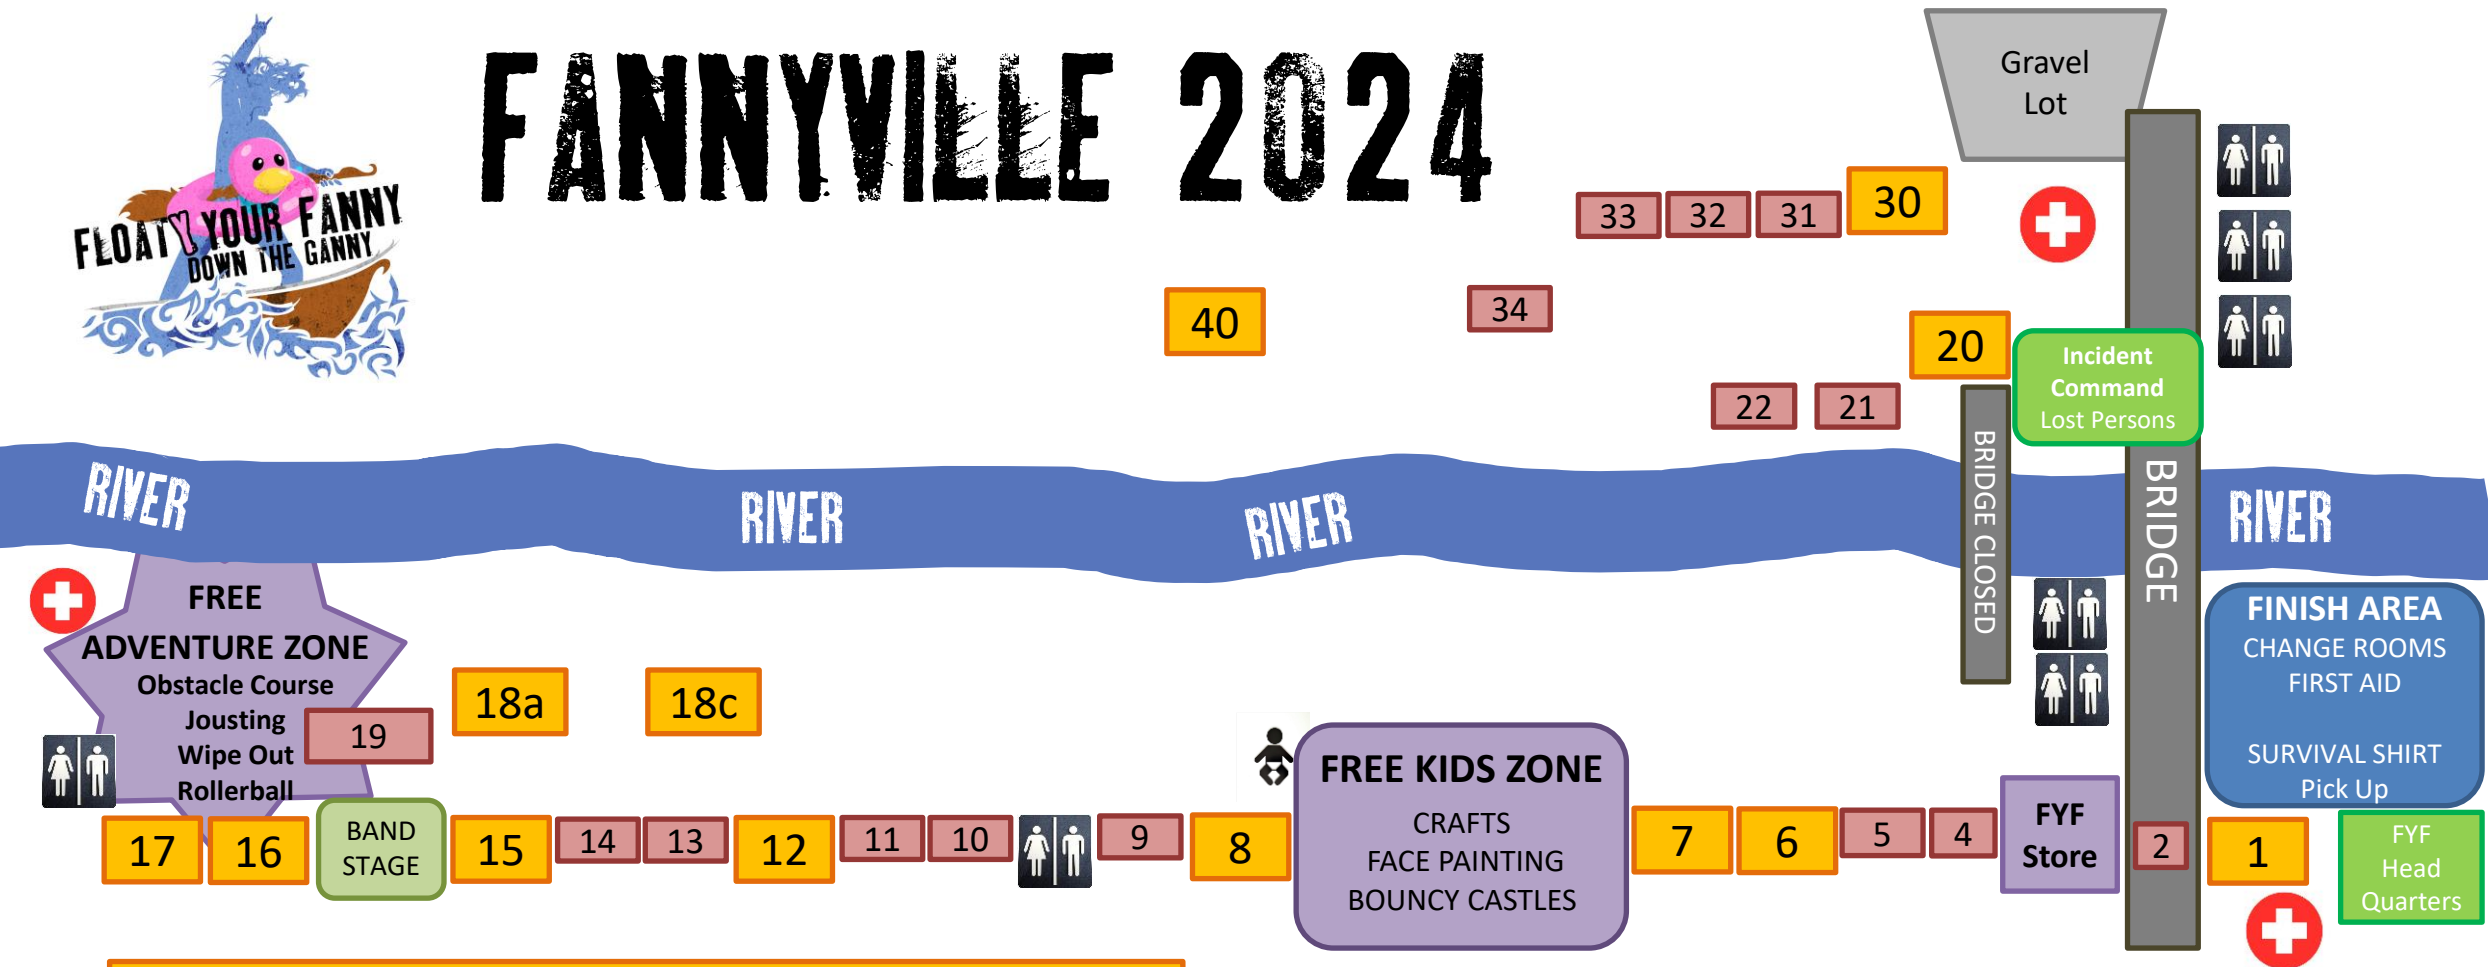 FLOAT YOUR FANNY
DOWN THE GANNY
FANNYVILLE 2024
Gravel
Lot
33
32
31
30
40
34
20
Incident
Command
Lost Persons
22
21
RIVER
RIVER
RIVER
RIVER
BRIDGE CLOSED
BRIDGE
FREE
ADVENTURE ZONE
Obstacle Course
Jousting
Wipe Out
Rollerball
19
18a
18c
FREE KIDS ZONE
CRAFTS
FACE PAINTING
BOUNCY CASTLES
FINISH AREA
CHANGE ROOMS
FIRST AID
SURVIVAL SHIRT
Pick Up
17
16
BAND
STAGE
15
14
13
12
11
10
9
8
7
6
5
4
FYF
Store
2
1
FYF
Head
Quarters